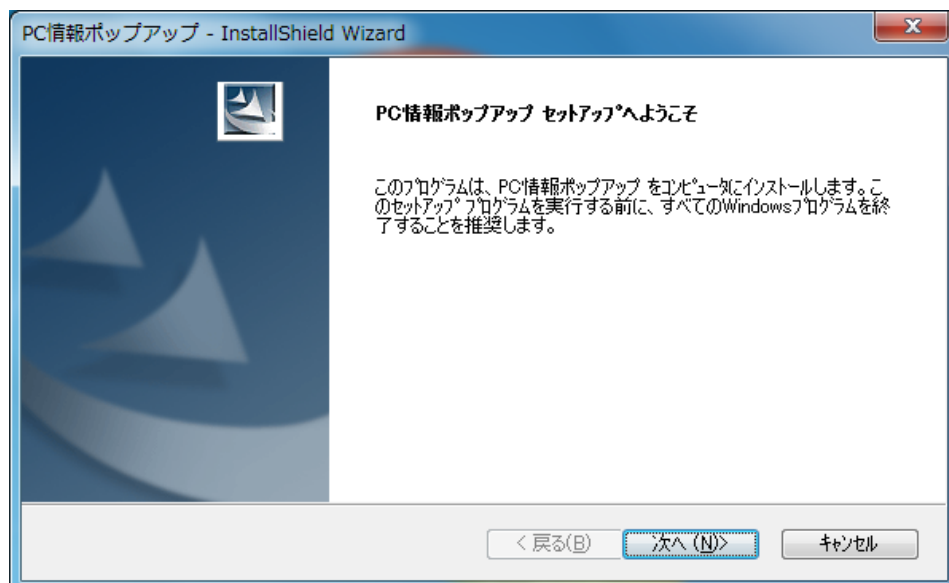 PC情報ポップアップ - InstallShield Wizard
PC情報ポップアップ セットアップへようこそ
このプログラムは、PC情報ポップアップ をコンピュータにインストールします。こ
のセットアップ プログラムを実行する前に、すべてのWindowsプログラムを終
了することを推奨します。
< 戻る(B)
次へ (N)>
キャンセル